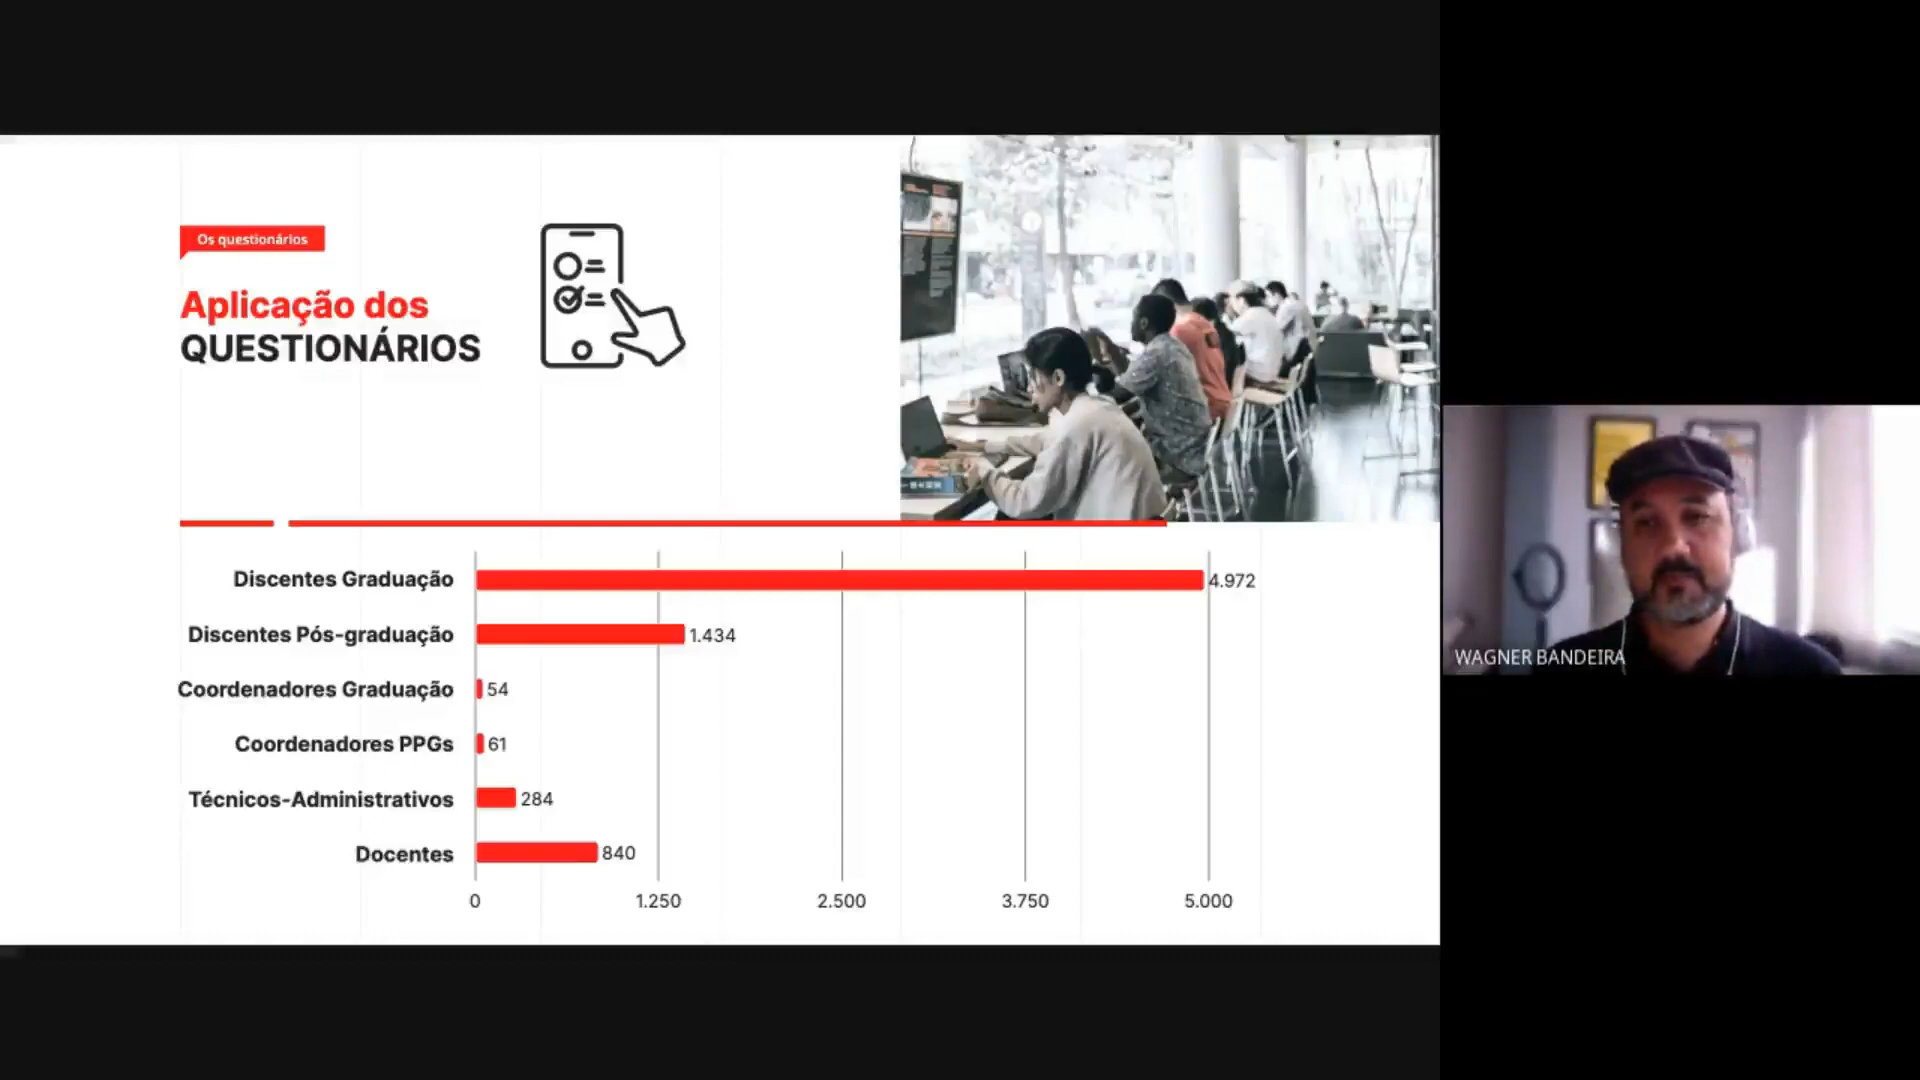 Os questionários
Aplicação dos
QUESTIONÁRIOS
Discentes Graduação 4.972
Discentes Pós-graduação 1.434
Coordenadores Graduação 54
Coordenadores PPGs 61
Técnicos-Administrativos 284
Docentes 840
0 1.250 2.500 3.750 5.000
WAGNER BANDEIRA